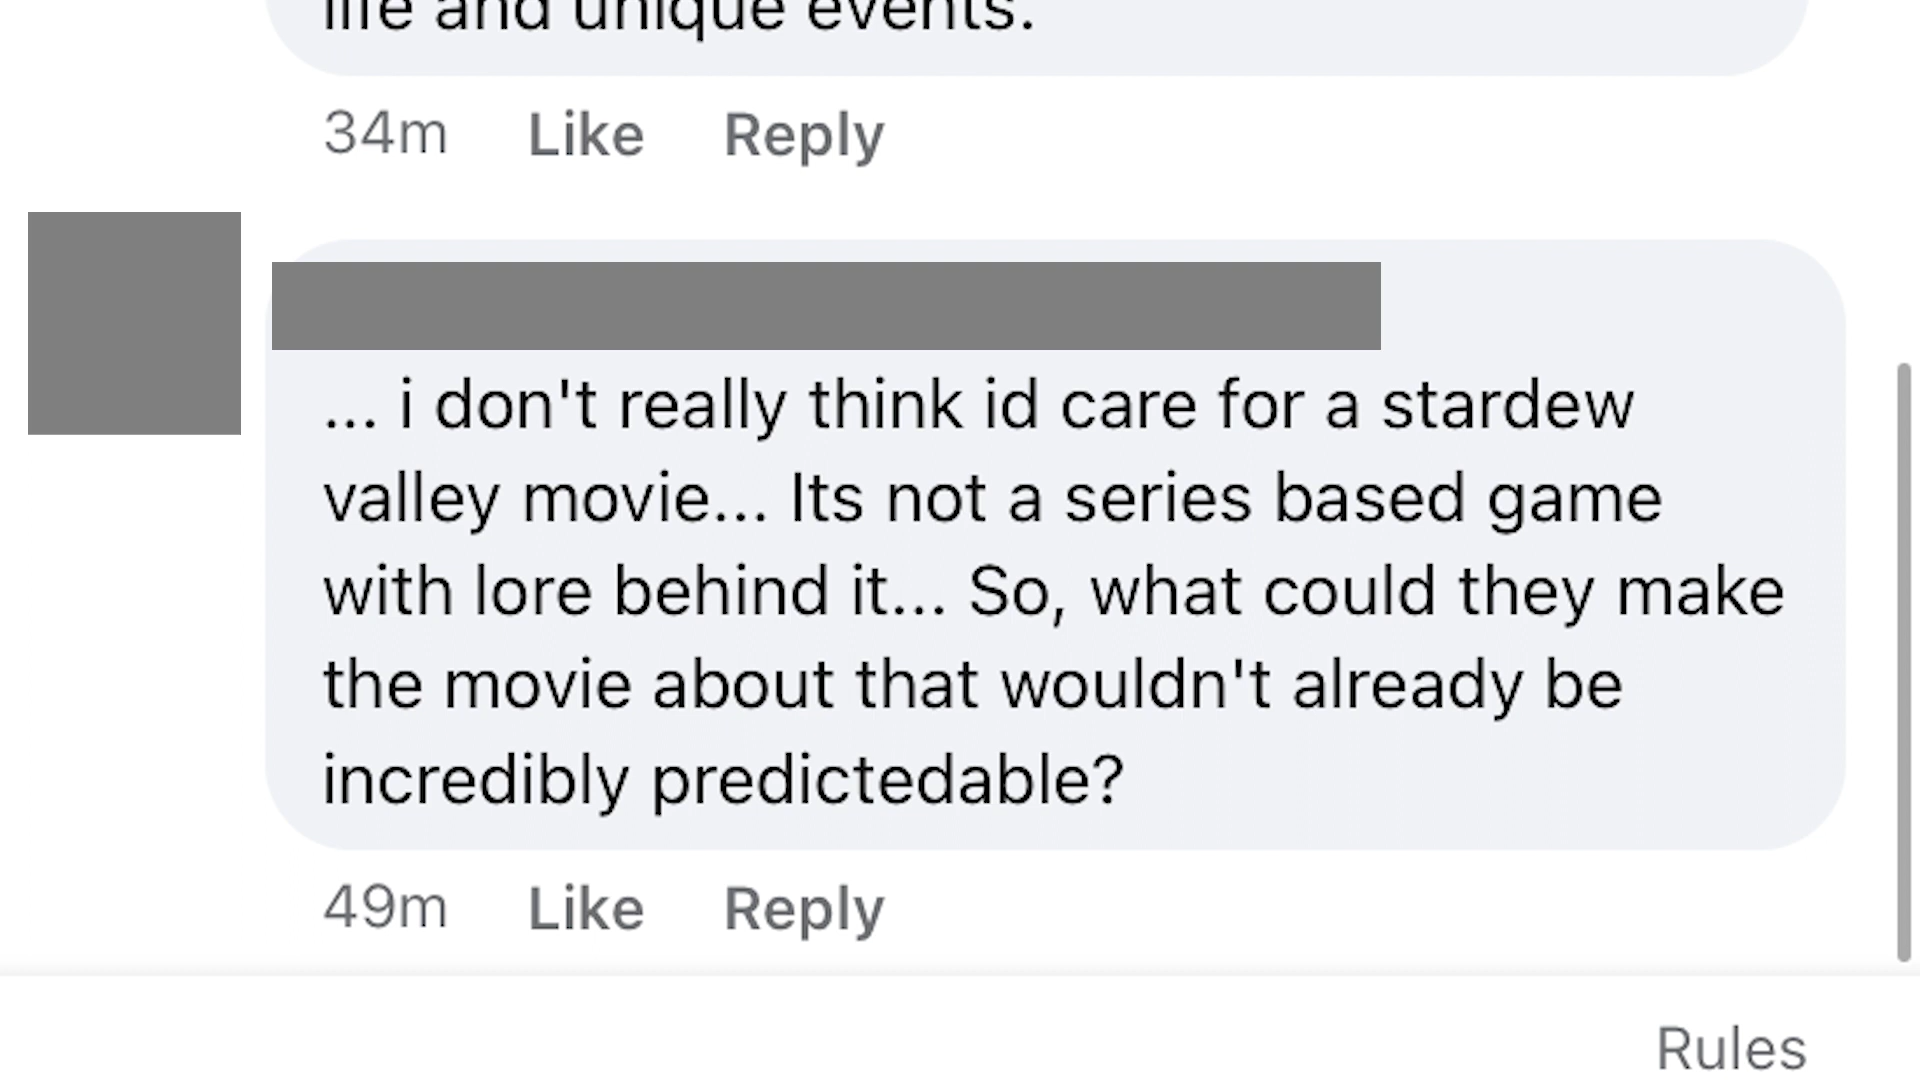 life and unique events.
34m Like Reply
... i don't really think id care for a stardew
valley movie... Its not a series based game
with lore behind it... So, what could they make
the movie about that wouldn't already be
incredibly predictedable?
49m Like Reply
Rules